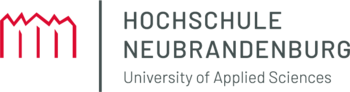 HOCHSCHULE
NEUBRANDENBURG
University of Applied Sciences